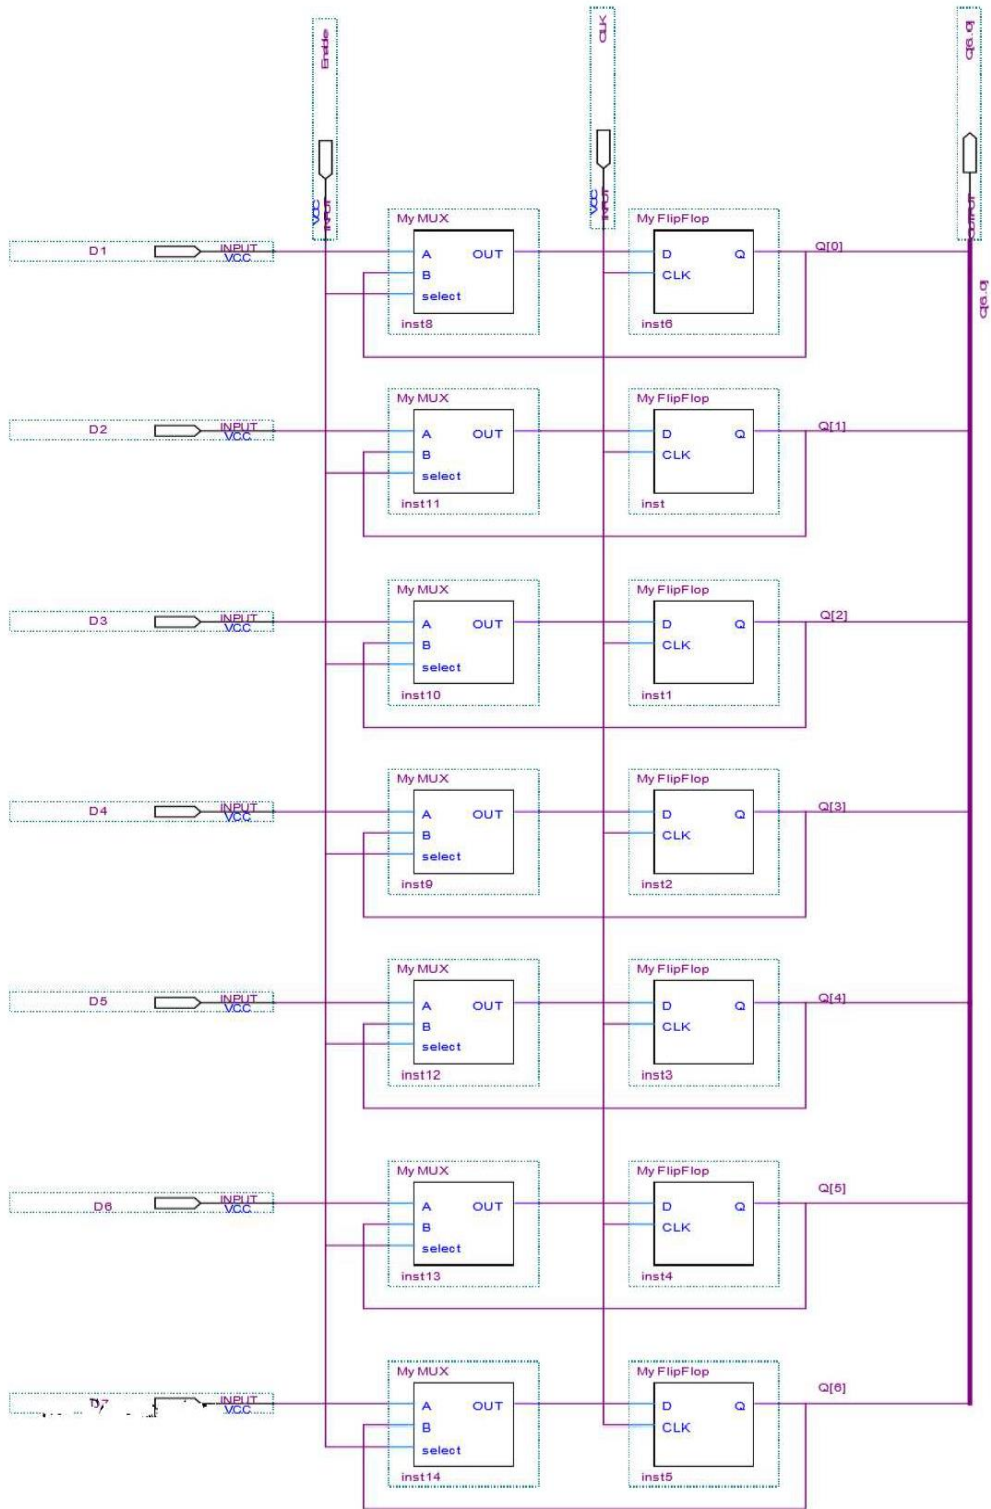 Enable
VCC
INPUT
CLK
VCC
INPUT
Q[6..0]
OUTPUT
Q[6..0]
D1
INPUT
VCC
My MUX
A OUT
B
select
inst8
My FlipFlop
D Q
CLK
inst6
Q[0]
D2
INPUT
VCC
My MUX
A OUT
B
select
inst11
My FlipFlop
D Q
CLK
inst
Q[1]
D3
INPUT
VCC
My MUX
A OUT
B
select
inst10
My FlipFlop
D Q
CLK
inst1
Q[2]
D4
INPUT
VCC
My MUX
A OUT
B
select
inst9
My FlipFlop
D Q
CLK
inst2
Q[3]
D5
INPUT
VCC
My MUX
A OUT
B
select
inst12
My FlipFlop
D Q
CLK
inst3
Q[4]
D6
INPUT
VCC
My MUX
A OUT
B
select
inst13
My FlipFlop
D Q
CLK
inst4
Q[5]
INPUT
VCC
My MUX
A OUT
B
select
inst14
My FlipFlop
D Q
CLK
inst5
Q[6]